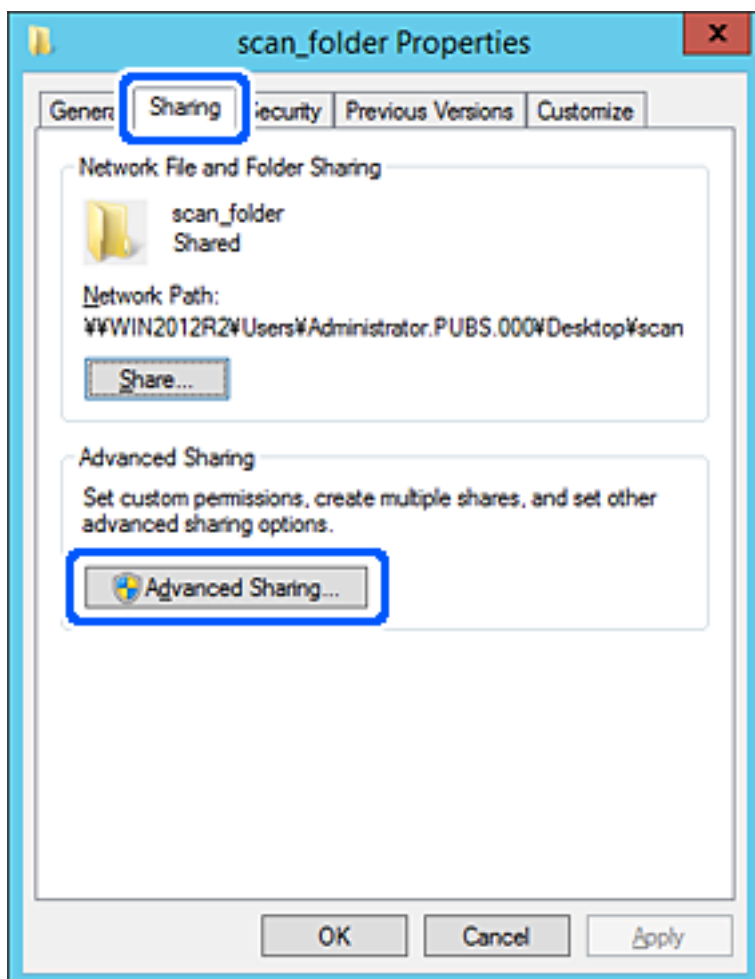 scan_folder Properties
x
General Sharing Security Previous Versions Customize
Network File and Folder Sharing
scan_folder
Shared
Network Path:
¥¥WIN2012R2¥Users¥Administrator.PUBS.000¥Desktop¥scan
Share...
Advanced Sharing
Set custom permissions, create multiple shares, and set other
advanced sharing options.
Advanced Sharing...
OK Cancel Apply